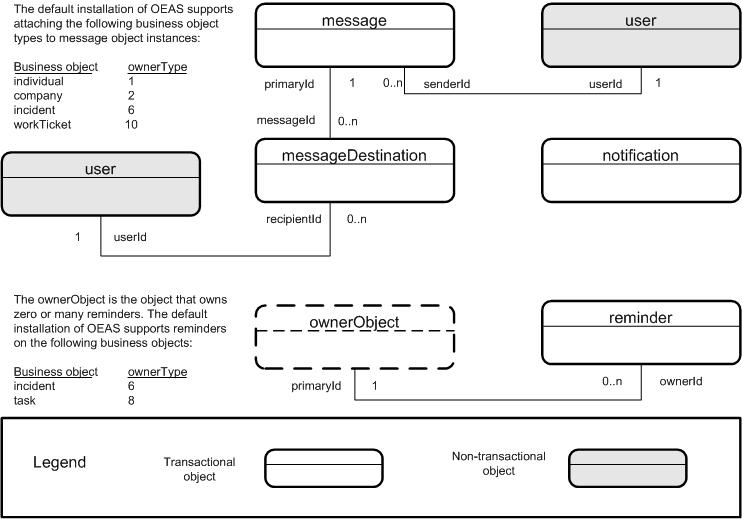 The default installation of OEAS supports
attaching the following business object
types to message object instances:
Business object ownerType
individual 1
company 2
incident 6
workTicket 10
message
user
primaryId 1 0..n senderId userId 1
messageId 0..n
messageDestination
notification
user
recipientId 0..n
1 userId
The ownerObject is the object that owns
zero or many reminders. The default
installation of OEAS supports reminders
on the following business objects:
Business object ownerType
incident 6
task 8
ownerObject
reminder
primaryId 1 0..n ownerId
Legend
Transactional
object
Non-transactional
object